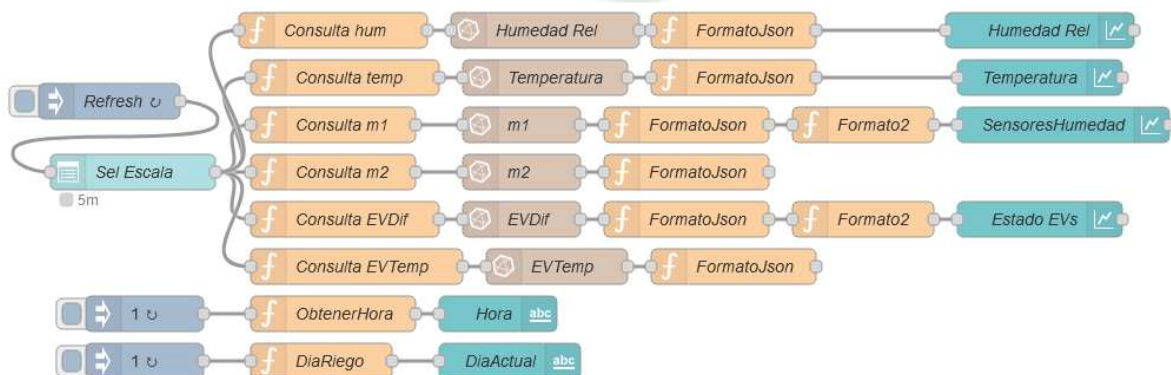 Consulta hum Humedad Rel FormatoJson Humedad Rel
Consulta temp Temperatura FormatoJson Temperatura
Refresh ↻
Consulta m1 m1 FormatoJson Formato2 SensoresHumedad
Sel Escala Consulta m2 m2 FormatoJson
5m
Consulta EVDif EVDif FormatoJson Formato2 Estado EVs
Consulta EVTemp EVTemp FormatoJson
1 ↻ ObtenerHora Hora abc
1 ↻ DiaRiego DiaActual abc